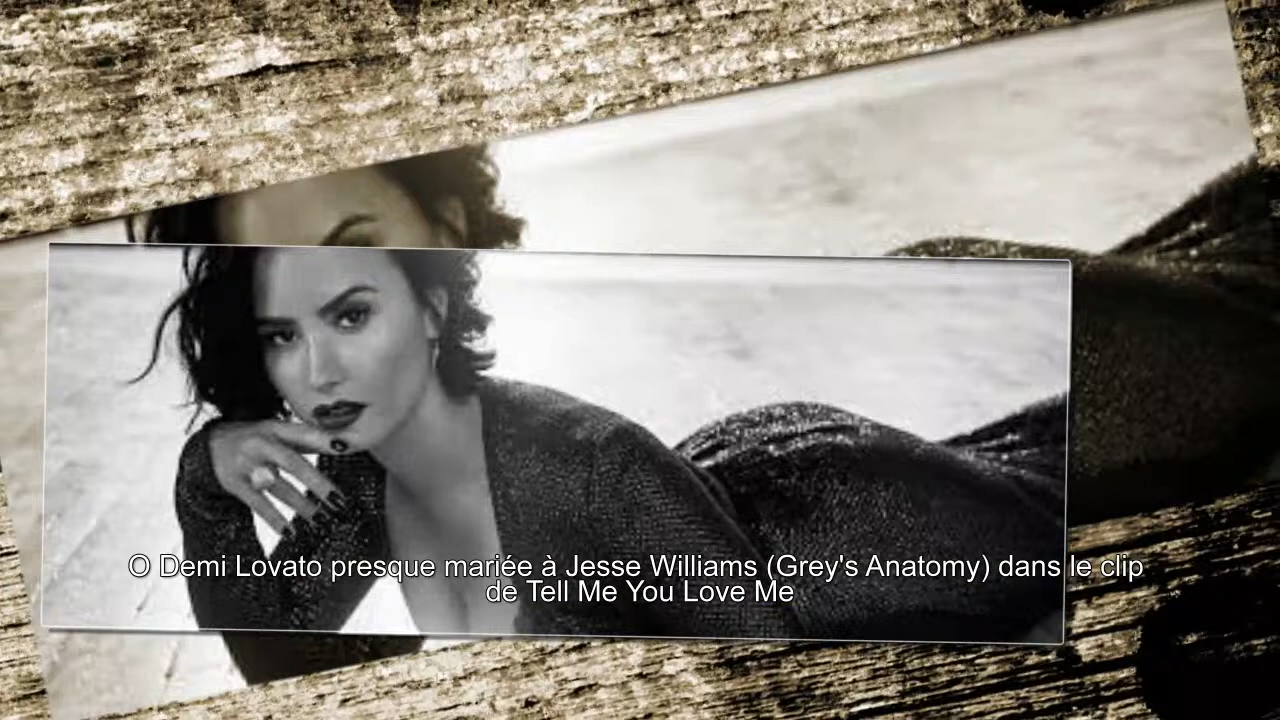 O Demi Lovato presque mariée à Jesse Williams (Grey's Anatomy) dans le clip
de Tell Me You Love Me